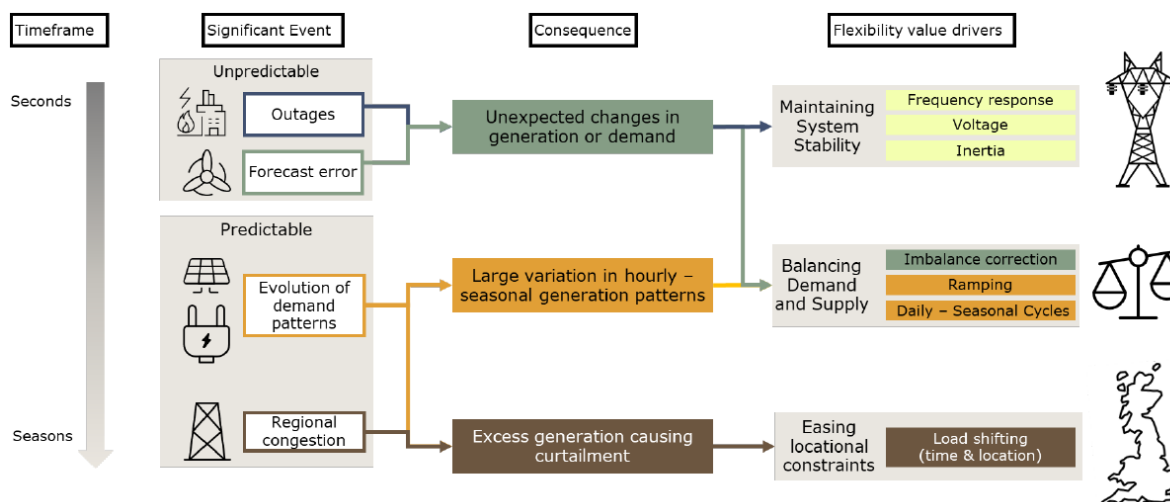 Timeframe
Significant Event
Consequence
Flexibility value drivers
Seconds
Seasons
Unpredictable
Outages
Forecast error
Predictable
Evolution of
demand
patterns
Regional
congestion
Unexpected changes in
generation or demand
Large variation in hourly –
seasonal generation patterns
Excess generation causing
curtailment
Maintaining
System
Stability
Frequency response
Voltage
Inertia
Balancing
Demand
and Supply
Imbalance correction
Ramping
Daily – Seasonal Cycles
Easing
locational
constraints
Load shifting
(time & location)